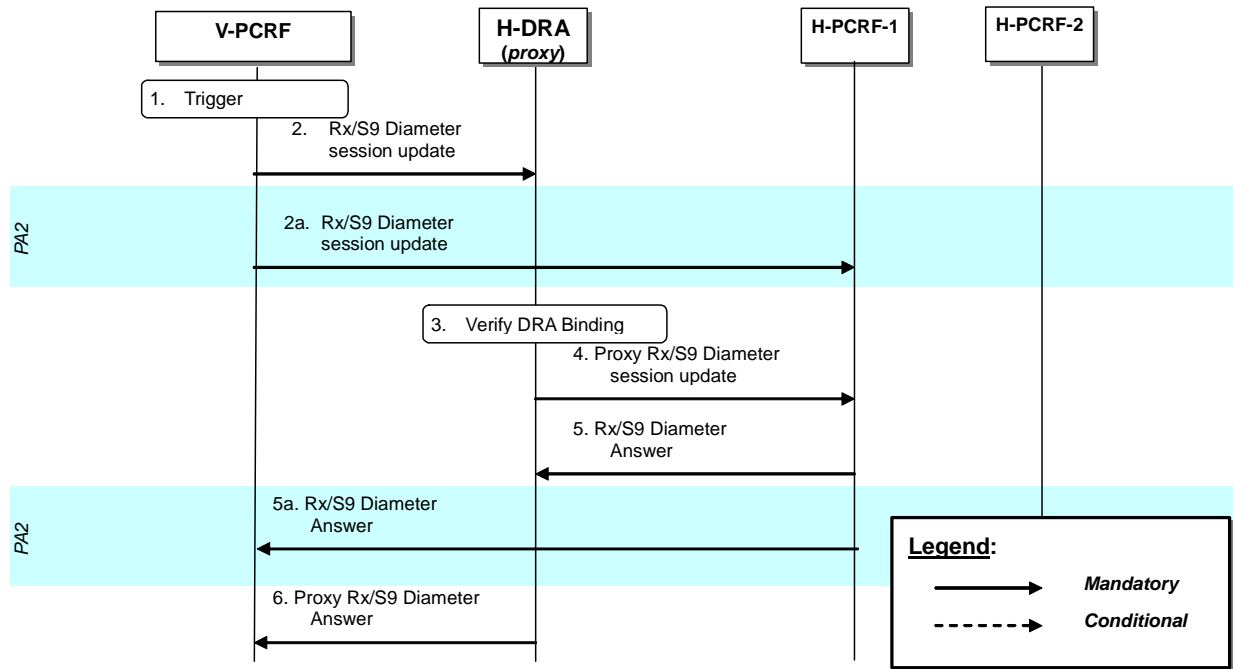 V-PCRF
H-DRA
(proxy)
H-PCRF-1
H-PCRF-2
1. Trigger
2. Rx/S9 Diameter
session update
PA2
2a. Rx/S9 Diameter
session update
3. Verify DRA Binding
4. Proxy Rx/S9 Diameter
session update
5. Rx/S9 Diameter
Answer
PA2
5a. Rx/S9 Diameter
Answer
6. Proxy Rx/S9 Diameter
Answer
Legend:
Mandatory
Conditional